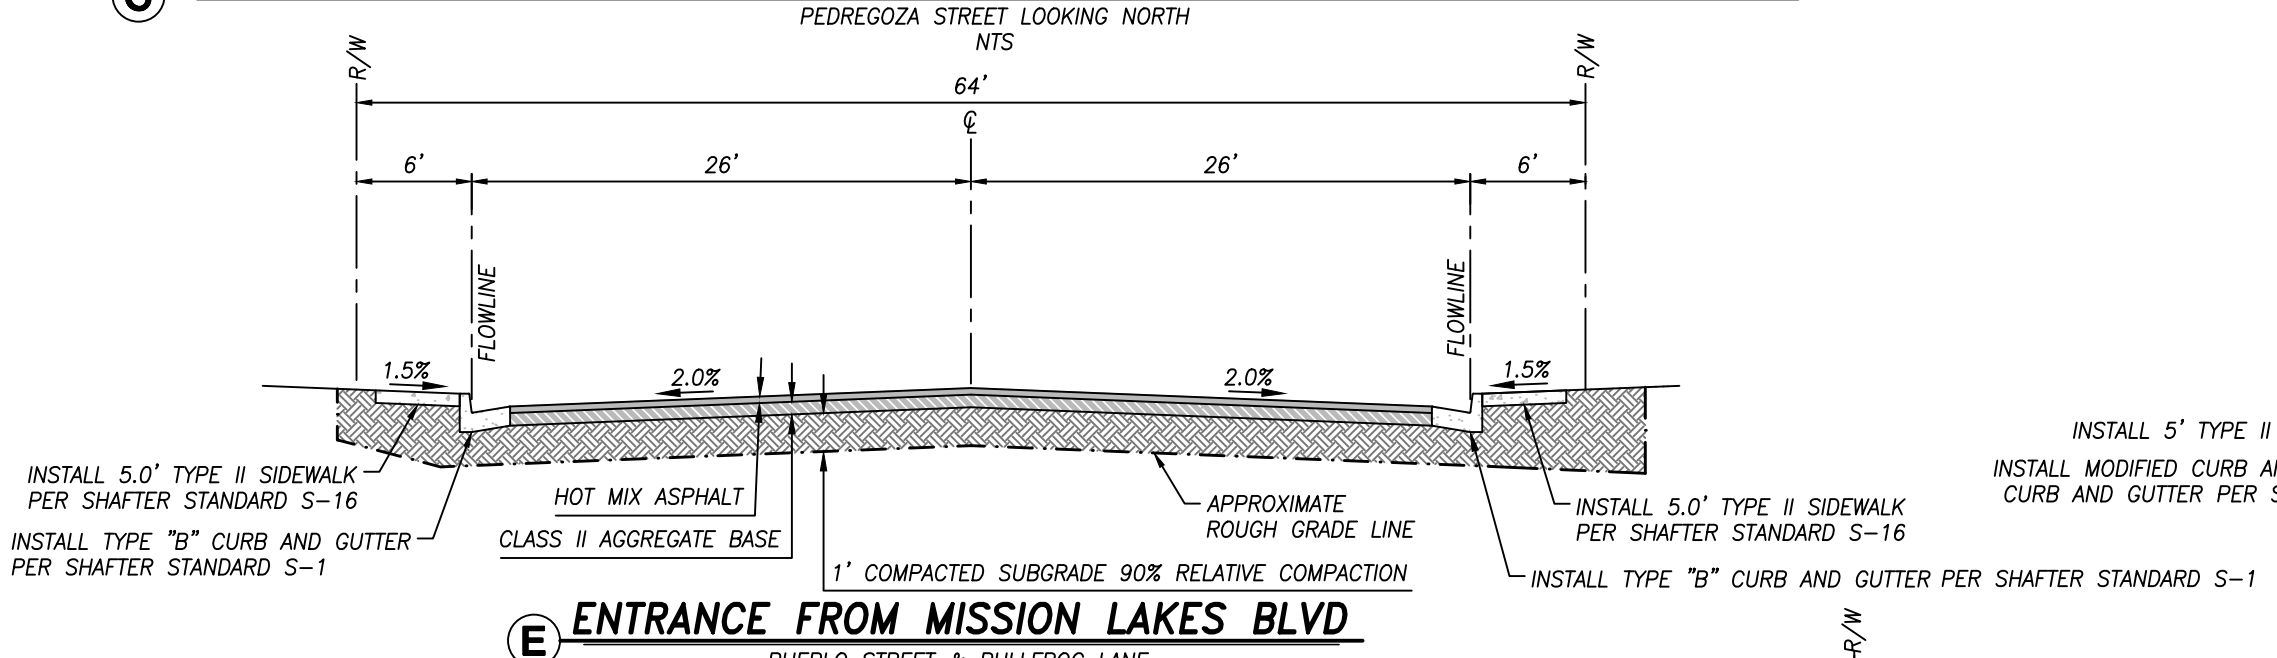 PEDREGOZA STREET LOOKING NORTH
NTS
R/W
R/W
64'
℄
6'
26'
26'
6'
FLOWLINE
FLOWLINE
1.5%
2.0%
2.0%
1.5%
INSTALL 5.0' TYPE II SIDEWALK
PER SHAFTER STANDARD S-16
INSTALL TYPE "B" CURB AND GUTTER
PER SHAFTER STANDARD S-1
HOT MIX ASPHALT
CLASS II AGGREGATE BASE
1' COMPACTED SUBGRADE 90% RELATIVE COMPACTION
APPROXIMATE
ROUGH GRADE LINE
INSTALL 5.0' TYPE II SIDEWALK
PER SHAFTER STANDARD S-16
INSTALL TYPE "B" CURB AND GUTTER PER SHAFTER STANDARD S-1
INSTALL 5' TYPE II
INSTALL MODIFIED CURB
CURB AND GUTTER PER
E ENTRANCE FROM MISSION LAKES BLVD
R/W